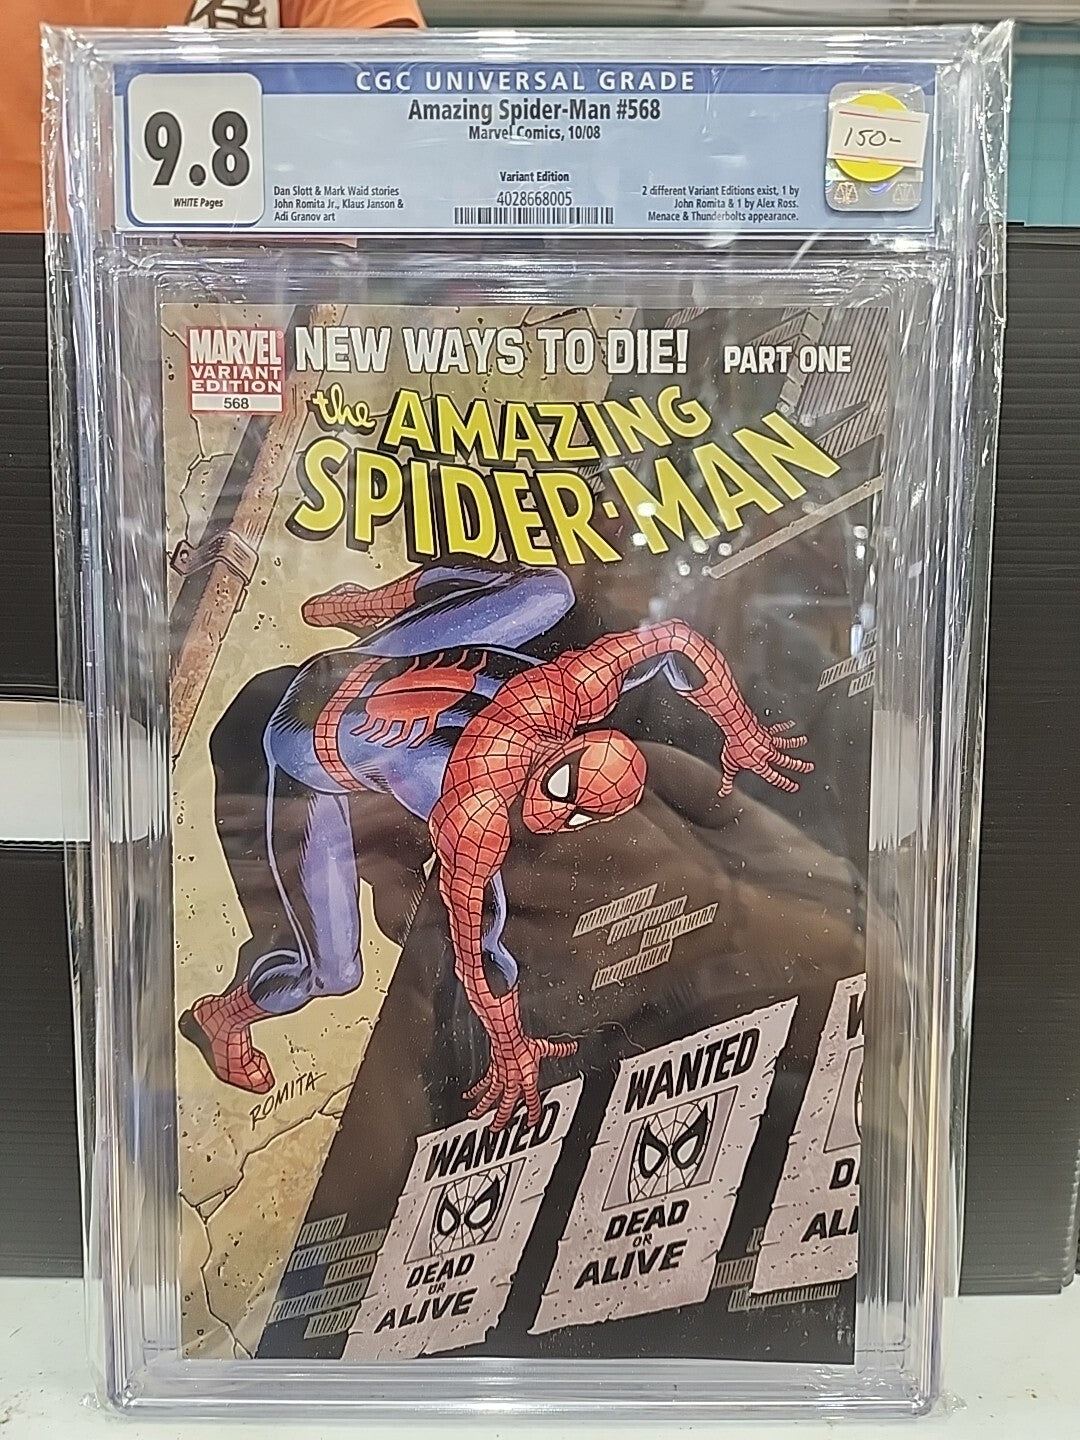 CGC UNIVERSAL GRADE
9.8
WHITE Pages
Amazing Spider-Man #568
Marvel Comics, 10/08
Variant Edition
4028668005
Dan Slott & Mark Waid stories
John Romita Jr., Klaus Janson &
Adi Granov art
2 different Variant Editions exist, 1 by
John Romita & 1 by Alex Ross.
Menace & Thunderbolts appearance.
150-
MARVEL
VARIANT
EDITION
568
NEW WAYS TO DIE! PART ONE
the AMAZING
SPIDER-MAN
ROMITA
WANTED
DEAD
OR
ALIVE
WANTED
DEAD
OR
ALIVE
W
D
ALI